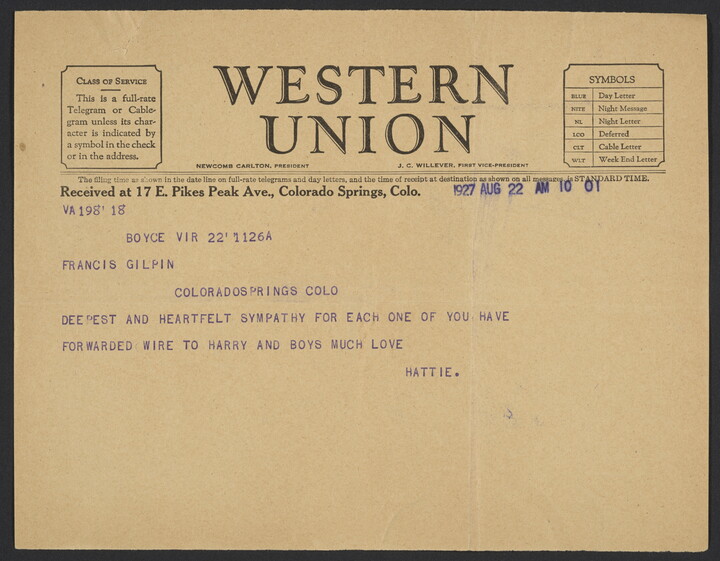 CLASS OF SERVICE
This is a full-rate
Telegram or Cable-
gram unless its char-
acter is indicated by
a symbol in the check
or in the address.
WESTERN
UNION
NEWCOMB CARLTON, PRESIDENT
J. C. WILLEVER, FIRST VICE-PRESIDENT
SYMBOLS
BLUE Day Letter
NITE Night Message
NL Night Letter
LCO Deferred
CLT Cable Letter
WLT Week End Letter
The filing time as shown in the date line on full-rate telegrams and day letters, and the time of receipt at destination as shown on all messages, is STANDARD TIME.
Received at 17 E. Pikes Peak Ave., Colorado Springs, Colo.
1927 AUG 22 AM 10 01
VA198' 18
BOYCE VIR 22' 1126A
FRANCIS GILPIN
COLORADOSPRINGS COLO
DEEPEST AND HEARTFELT SYMPATHY FOR EACH ONE OF YOU HAVE
FORWARDED WIRE TO HARRY AND BOYS MUCH LOVE
HATTIE.